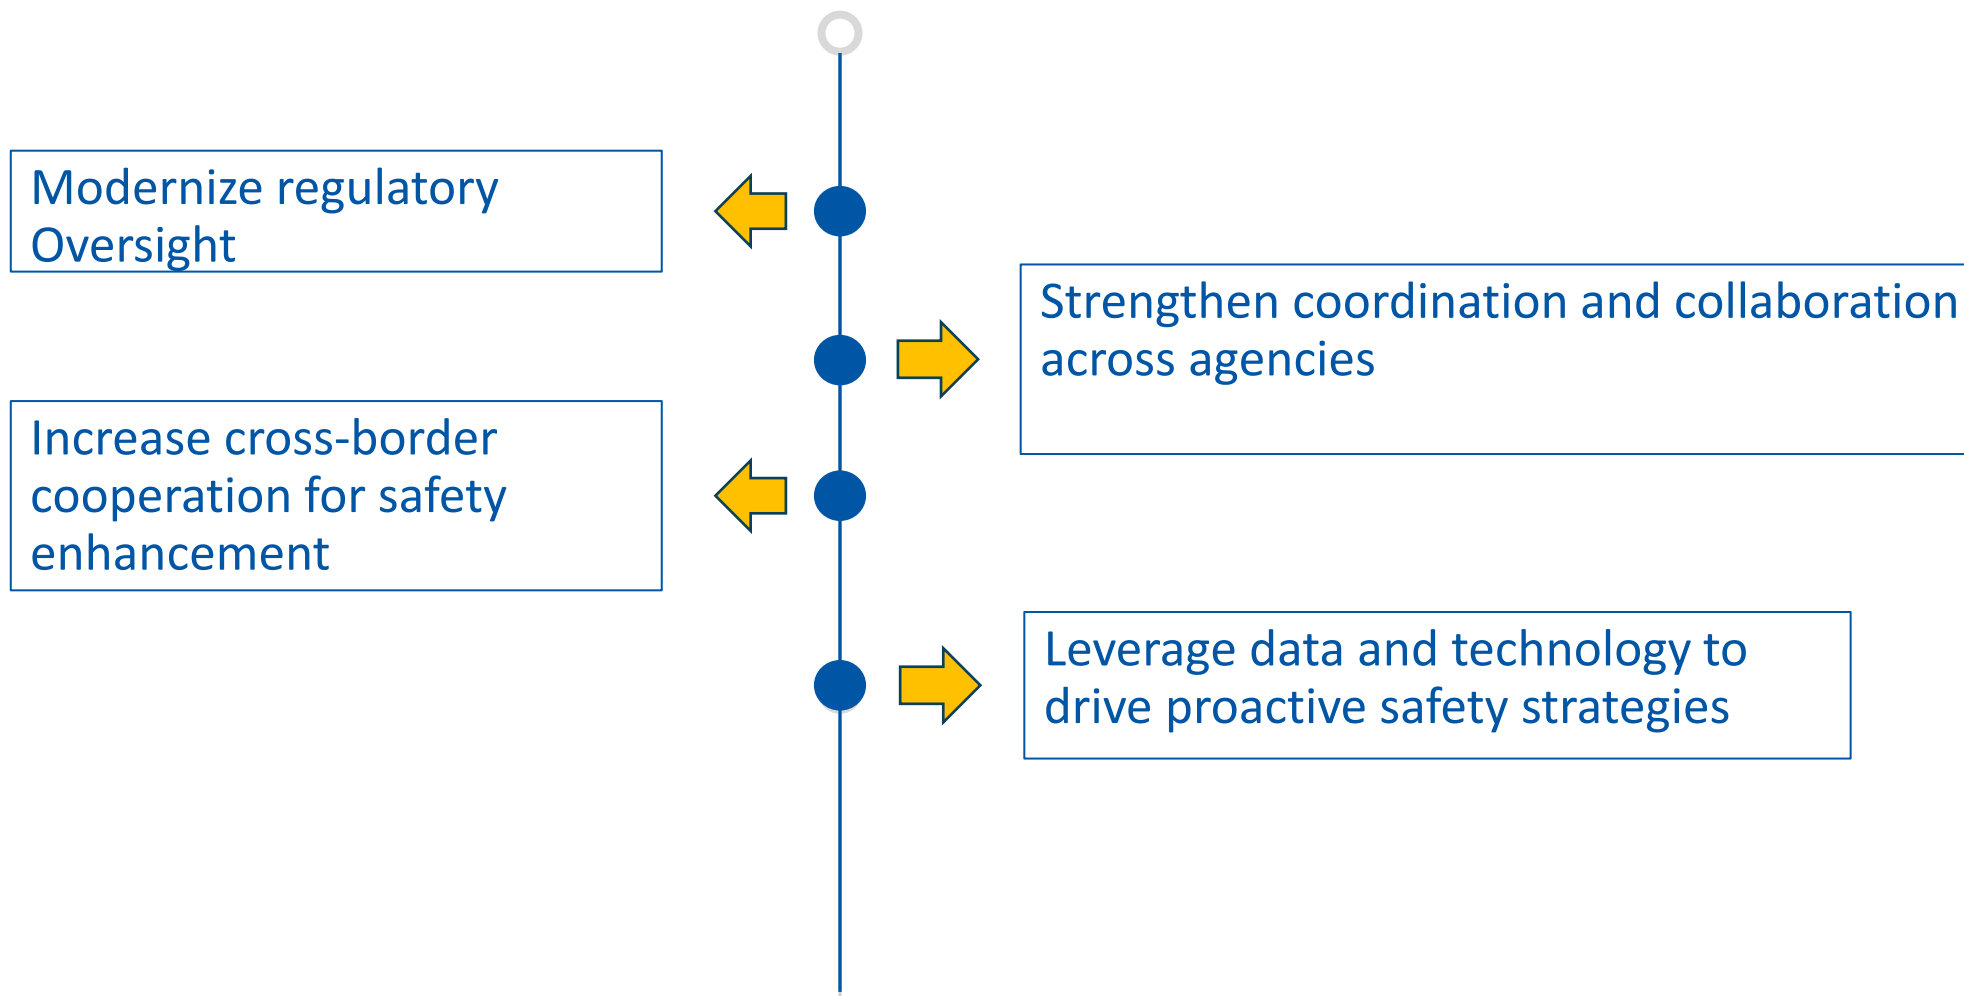 Modernize regulatory
Oversight
Strengthen coordination and collaboration
across agencies
Increase cross-border
cooperation for safety
enhancement
Leverage data and technology to
drive proactive safety strategies